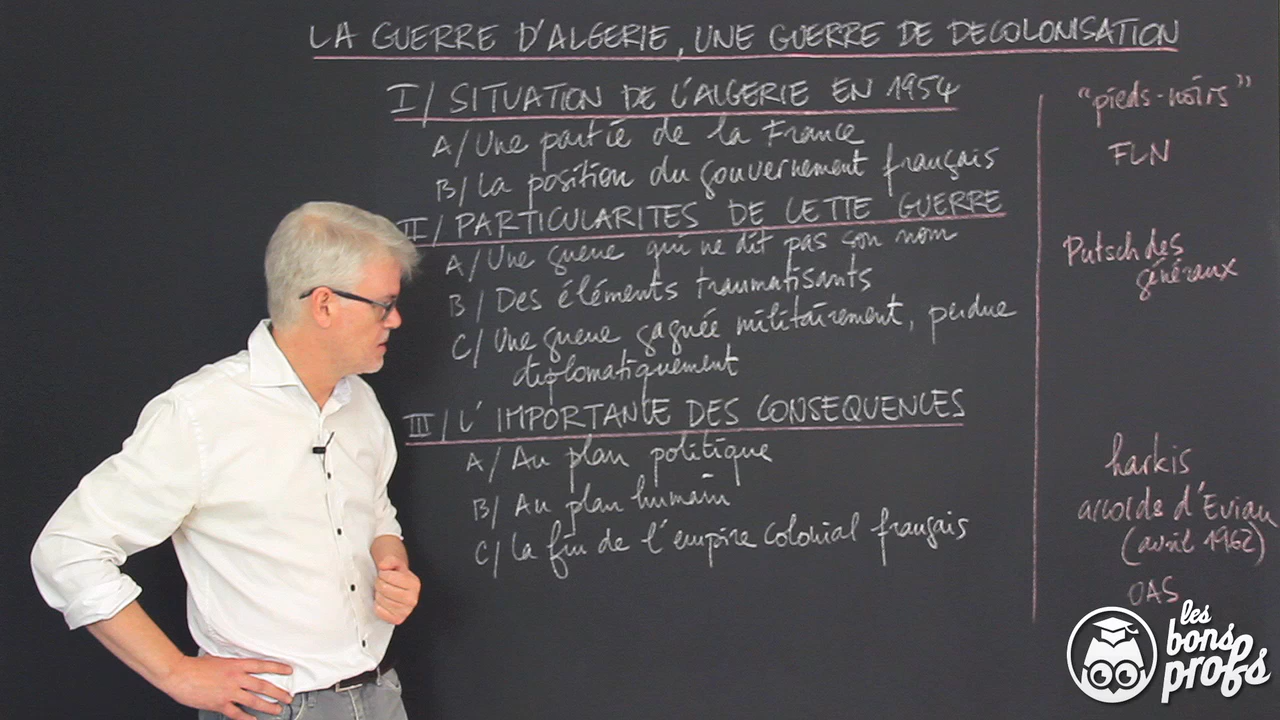 LA GUERRE D'ALGERIE, UNE GUERRE DE DECOLONISATION
I/ SITUATION DE L'ALGERIE EN 1954
A/ Une partie de la France
B/ La position du gouvernement français
II/ PARTICULARITES DE CETTE GUERRE
A/ Une guerre qui ne dit pas son nom
B/ Des éléments traumatisants
C/ Une guerre gagnée militairement, perdue
diplomatiquement
III/ L'IMPORTANCE DES CONSEQUENCES
A/ Au plan politique
B/ Au plan humain
C/ La fin de l'empire colonial français
"pieds-noirs"
FLN
Putsch des
généraux
harkis
accords d'Evian
(avril 1962)
OAS
les
bons
profs